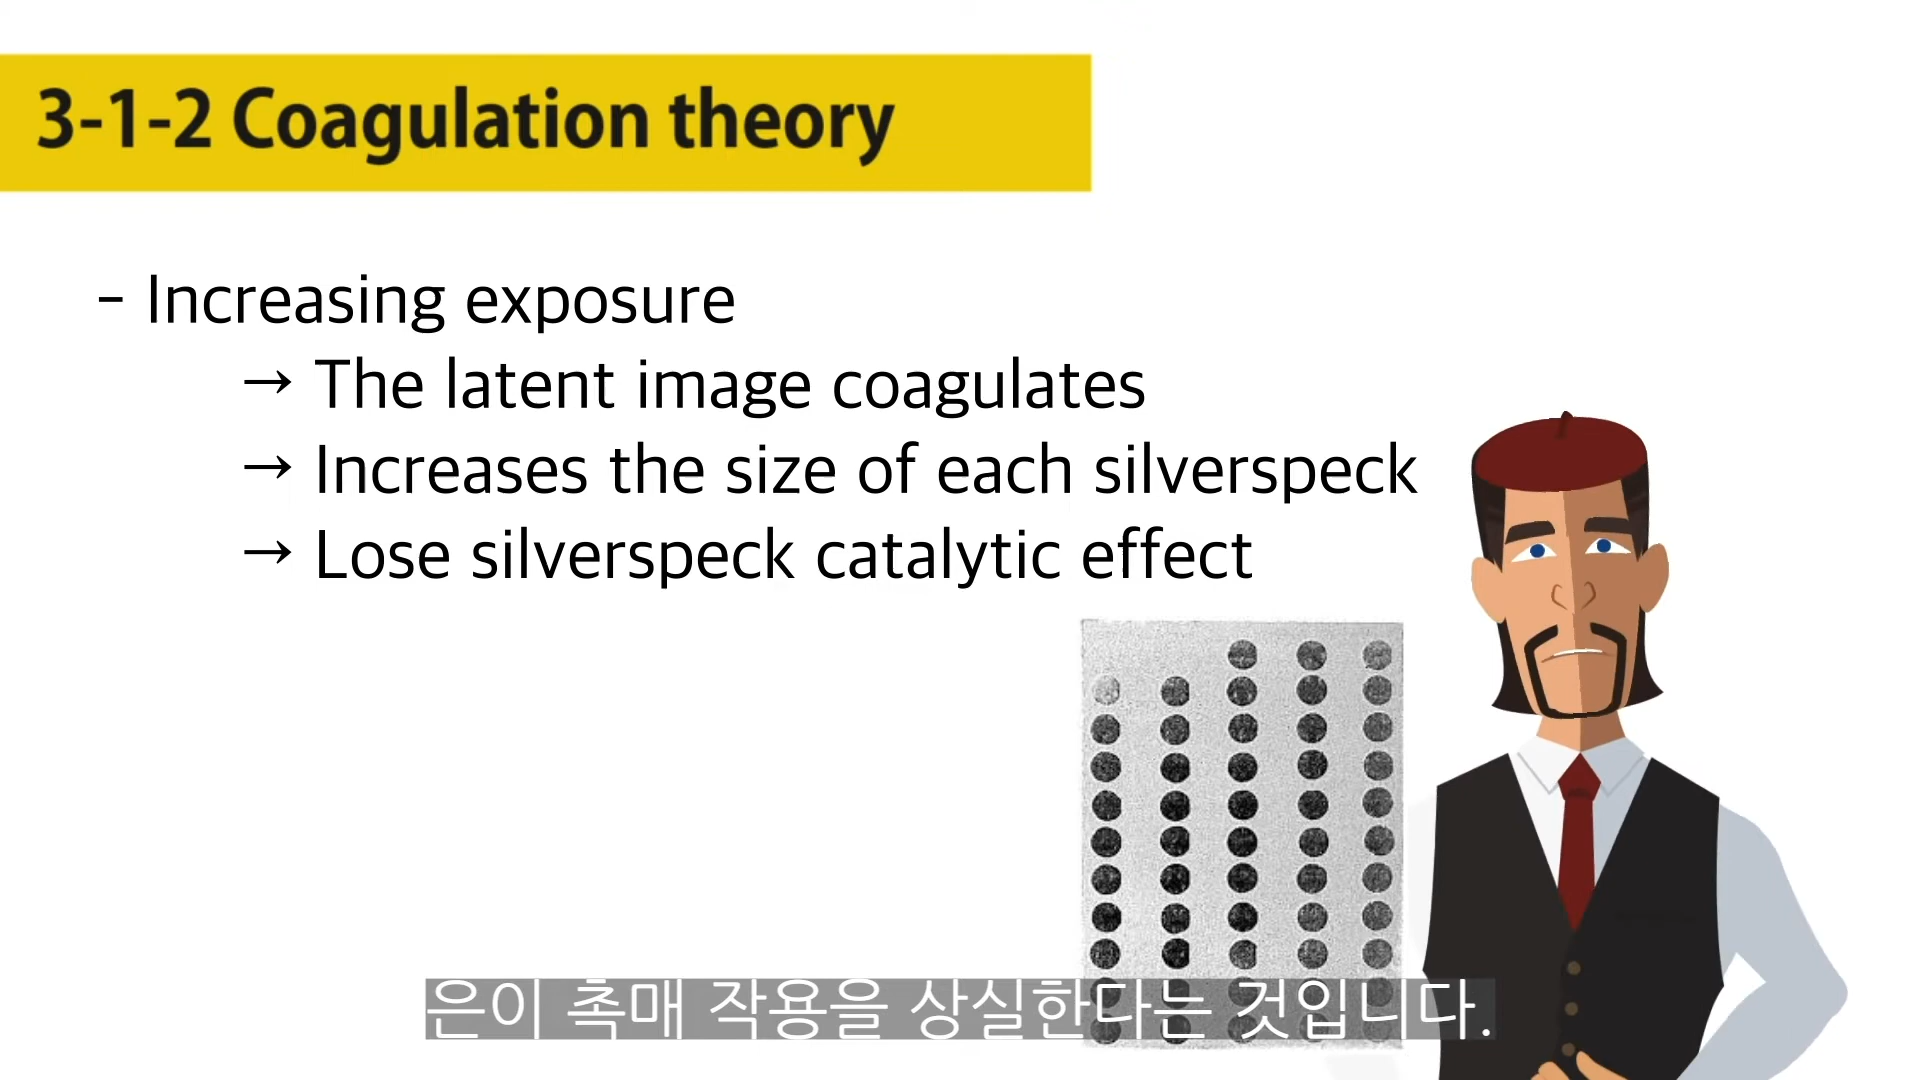 3-1-2 Coagulation theory
- Increasing exposure
→ The latent image coagulates
→ Increases the size of each silverspeck
→ Lose silverspeck catalytic effect
은이 촉매 작용을 상실한다는 것입니다.